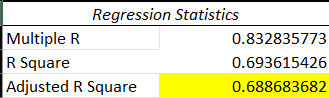 Regression Statistics
Multiple R 0.832835773
R Square 0.693615426
Adjusted R Square 0.688683682